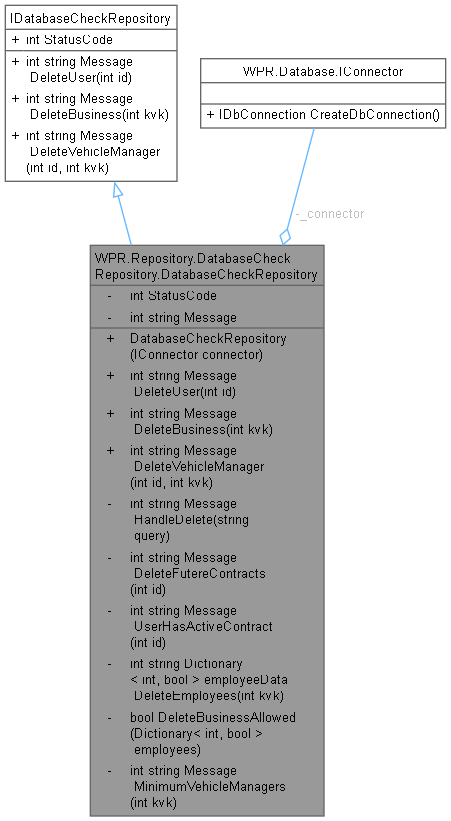 IDatabaseCheckRepository
+ int StatusCode
+ int string Message
DeleteUser(int id)
+ int string Message
DeleteBusiness(int kvk)
+ int string Message
DeleteVehicleManager
(int id, int kvk)
WPR.Database.IConnector
+ IDbConnection CreateDbConnection()
-_connector
WPR.Repository.DatabaseCheck
Repository.DatabaseCheckRepository
- int StatusCode
- int string Message
+ DatabaseCheckRepository
(IConnector connector)
+ int string Message
DeleteUser(int id)
+ int string Message
DeleteBusiness(int kvk)
+ int string Message
DeleteVehicleManager
(int id, int kvk)
- int string Message
HandleDelete(string
query)
- int string Message
DeleteFutereContracts
(int id)
- int string Message
UserHasActiveContract
(int id)
- int string Dictionary
< int, bool > employeeData
DeleteEmployees(int kvk)
- bool DeleteBusinessAllowed
(Dictionary< int, bool >
employees)
- int string Message
MinimumVehicleManagers
(int kvk)